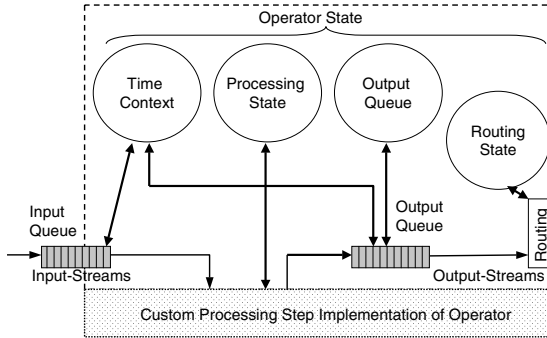 Operator State
Time
Context
Processing
State
Output
Queue
Routing
State
Input
Queue
Output
Queue
Routing
Input-Streams
Output-Streams
Custom Processing Step Implementation of Operator